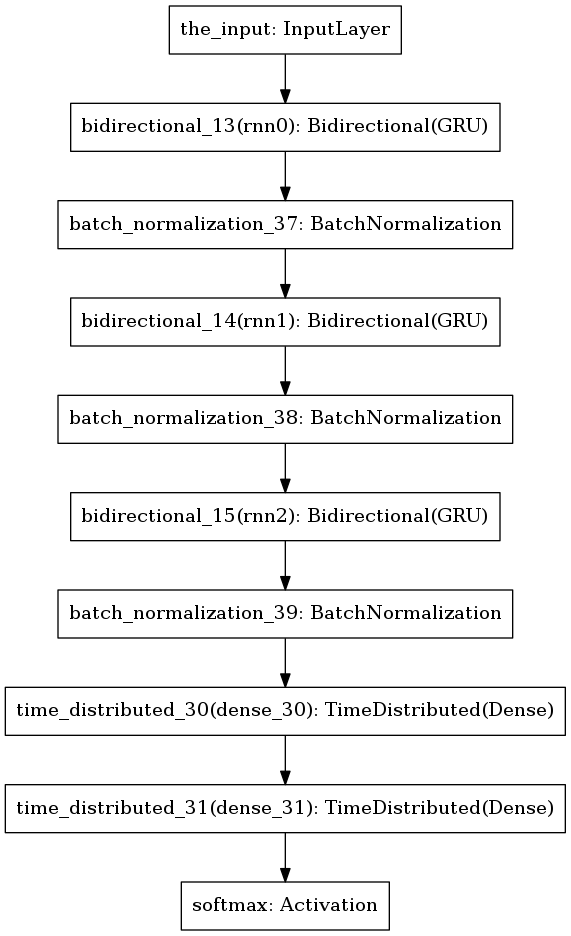 the_input: InputLayer
bidirectional_13(rnn0): Bidirectional(GRU)
batch_normalization_37: BatchNormalization
bidirectional_14(rnn1): Bidirectional(GRU)
batch_normalization_38: BatchNormalization
bidirectional_15(rnn2): Bidirectional(GRU)
batch_normalization_39: BatchNormalization
time_distributed_30(dense_30): TimeDistributed(Dense)
time_distributed_31(dense_31): TimeDistributed(Dense)
softmax: Activation